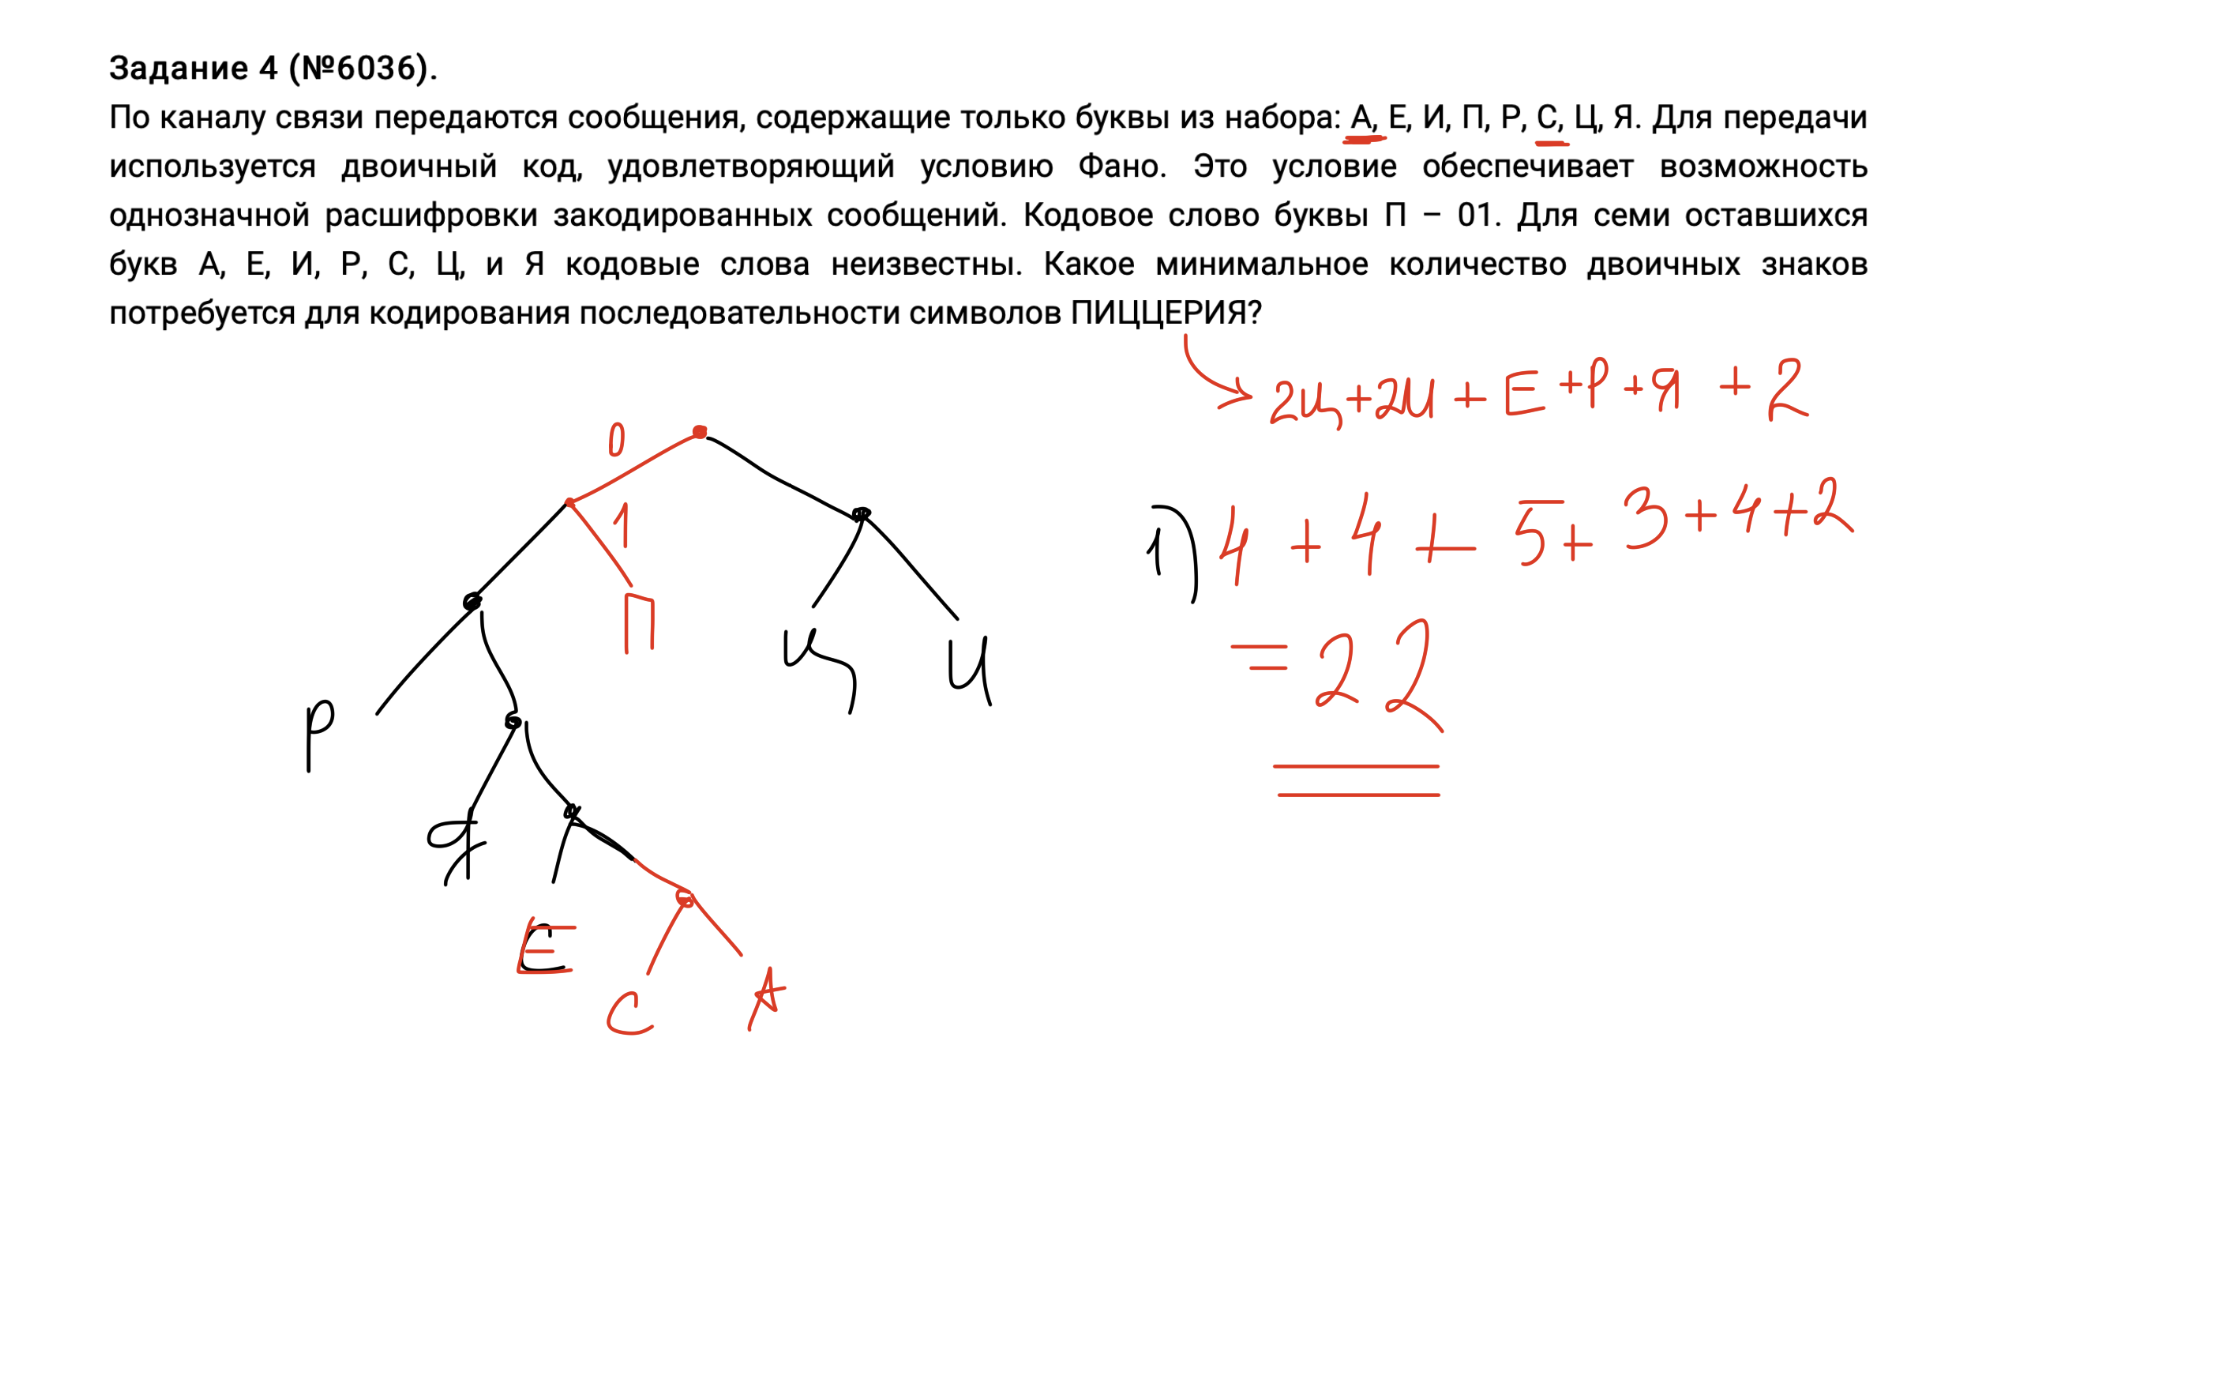 Задание 4 (№6036).
По каналу связи передаются сообщения, содержащие только буквы из набора: А, Е, И, П, Р, С, Ц, Я. Для передачи
используется двоичный код, удовлетворяющий условию Фано. Это условие обеспечивает возможность
однозначной расшифровки закодированных сообщений. Кодовое слово буквы П – 01. Для семи оставшихся
букв А, Е, И, Р, С, Ц, и Я кодовые слова неизвестны. Какое минимальное количество двоичных знаков
потребуется для кодирования последовательности символов ПИЦЦЕРИЯ?
2Ц+2И + Е +Р +Я + 2
0
1
1) 4 + 4 + 5 + 3 + 4 + 2
= 22
П
Ц
И
Р
Я
Е
С
А